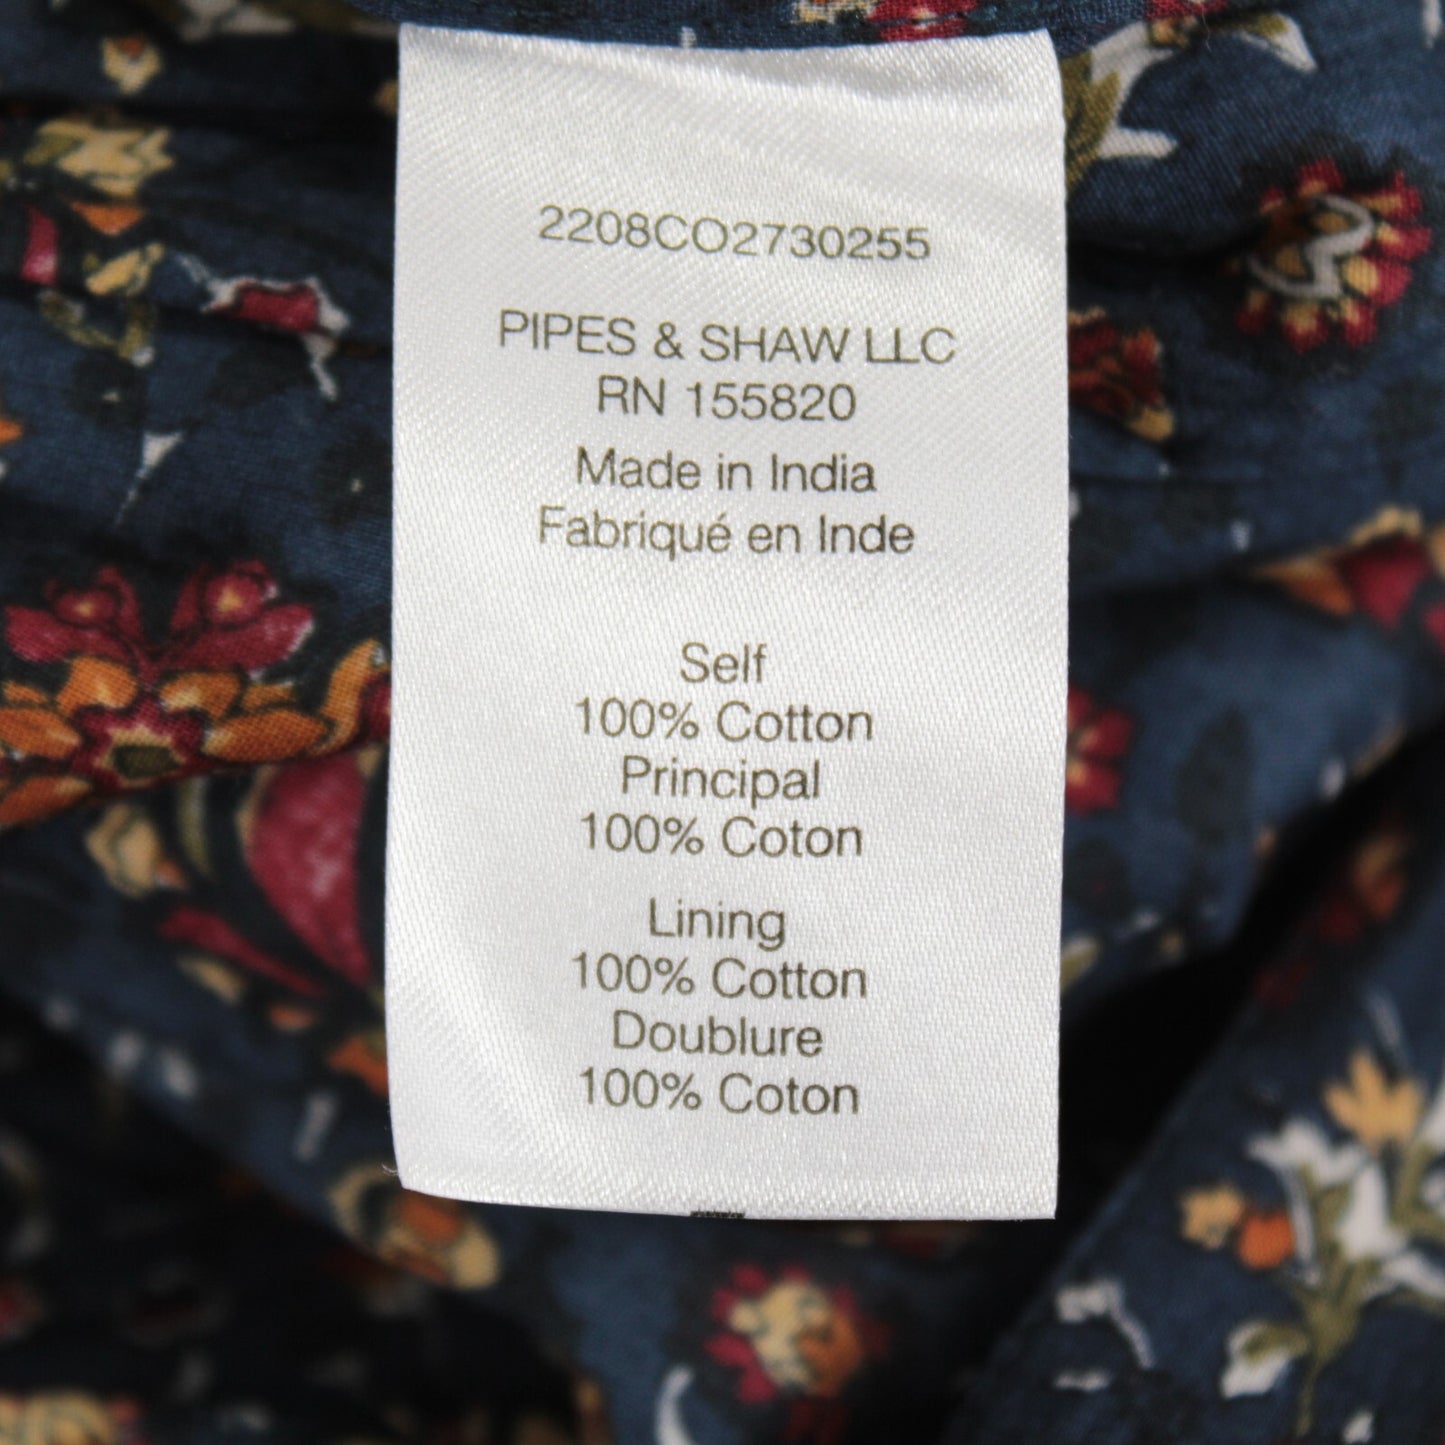 2208CO2730255
PIPES & SHAW LLC
RN 155820
Made in India
Fabriqué en Inde
Self
100% Cotton
Principal
100% Coton
Lining
100% Cotton
Doublure
100% Coton